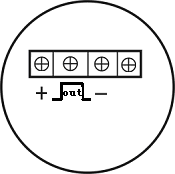 + out −